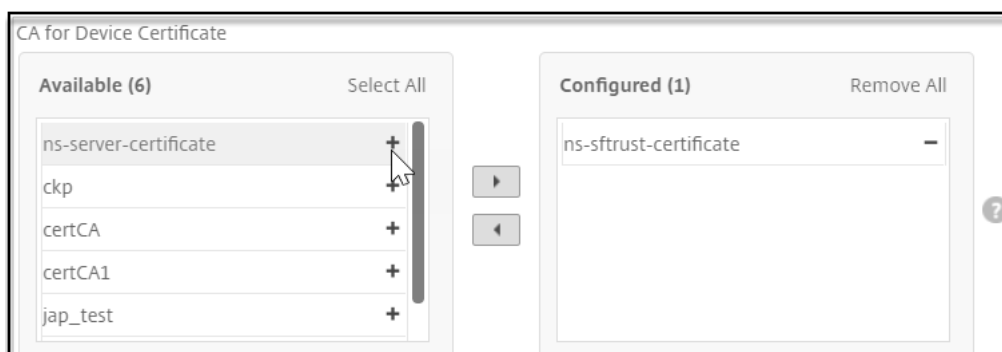 CA for Device Certificate
Available (6) Select All
ns-server-certificate +
ckp +
certCA +
certCA1 +
jap_test +
Configured (1) Remove All
ns-sftrust-certificate −
?